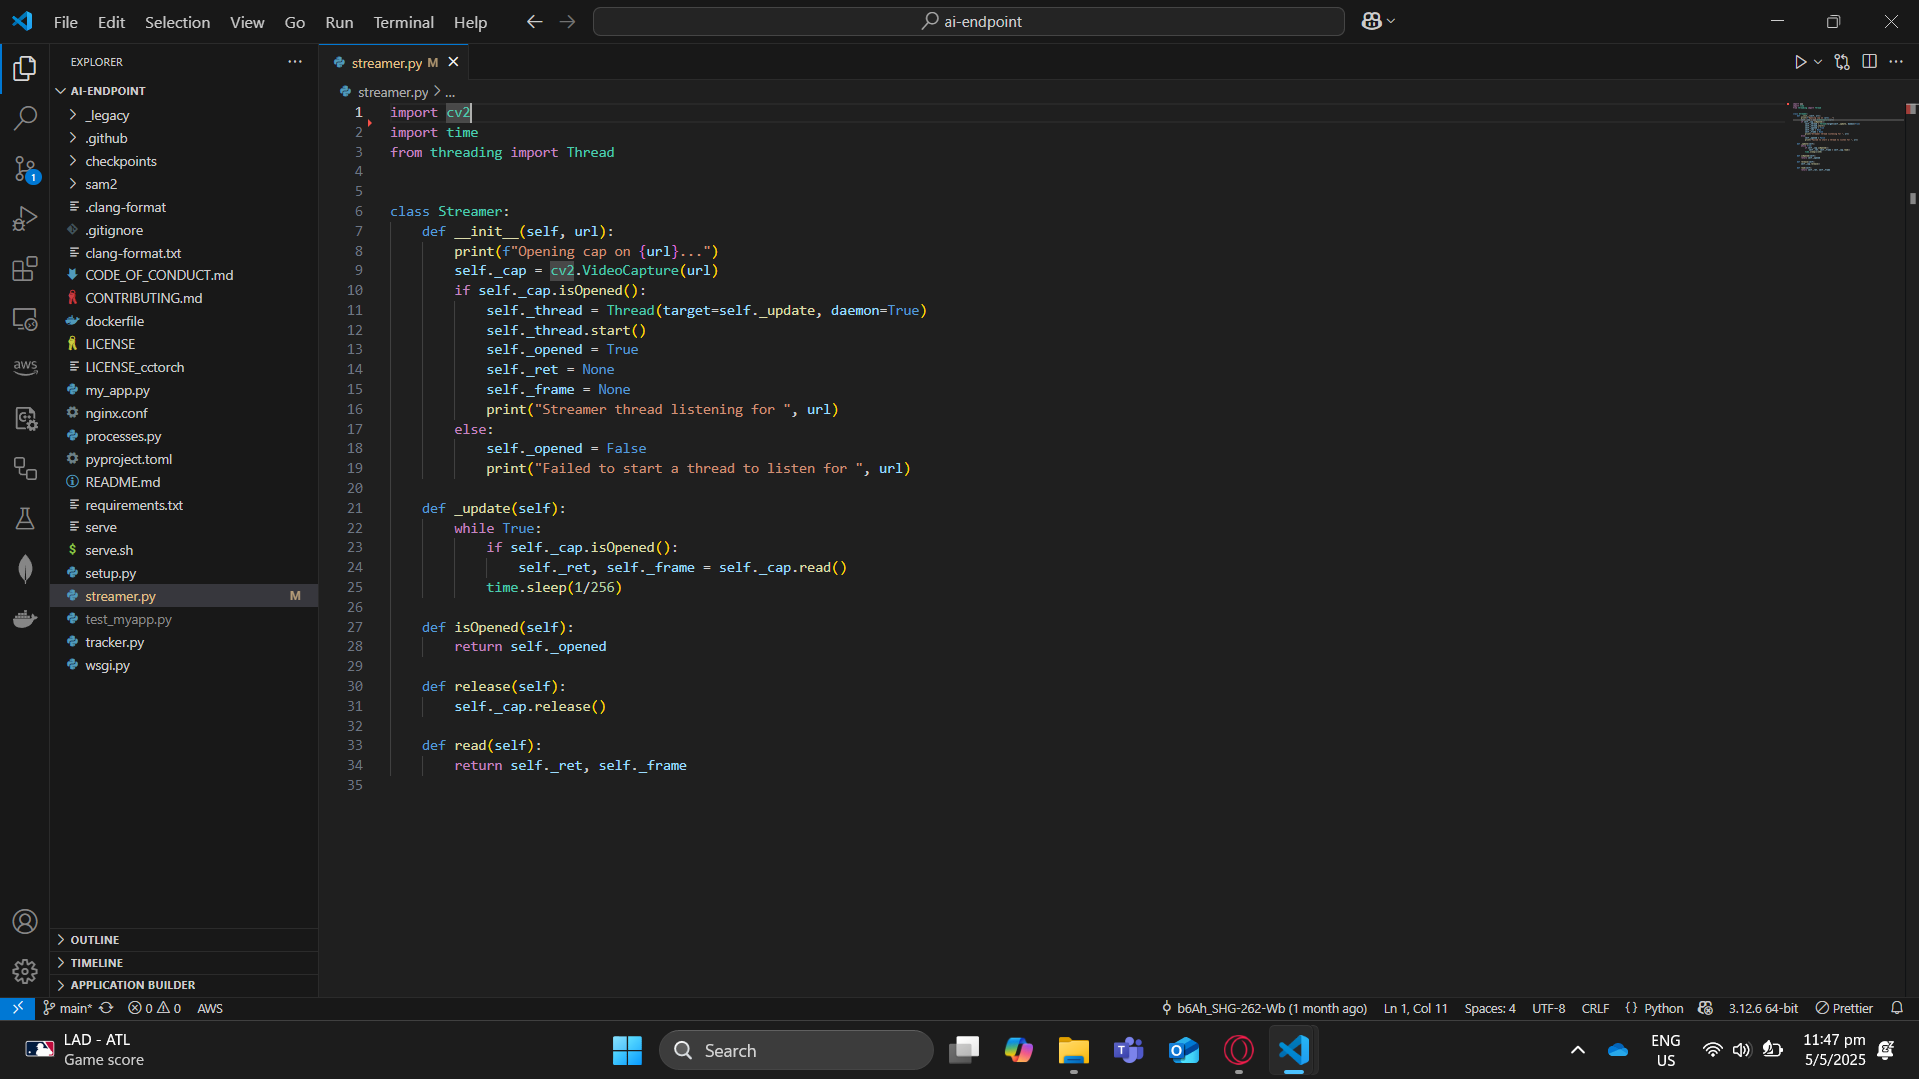 File Edit Selection View Go Run Terminal Help
ai-endpoint
EXPLORER
AI-ENDPOINT
_legacy
.github
checkpoints
sam2
.clang-format
.gitignore
clang-format.txt
CODE_OF_CONDUCT.md
CONTRIBUTING.md
dockerfile
LICENSE
LICENSE_cctorch
my_app.py
nginx.conf
processes.py
pyproject.toml
README.md
requirements.txt
serve
serve.sh
setup.py
streamer.py M
test_myapp.py
tracker.py
wsgi.py
OUTLINE
TIMELINE
APPLICATION BUILDER
1
aws
streamer.py M
streamer.py > ...
1 import cv2
2 import time
3 from threading import Thread
4
5
6 class Streamer:
7     def __init__(self, url):
8         print(f"Opening cap on {url}...")
9         self._cap = cv2.VideoCapture(url)
10         if self._cap.isOpened():
11             self._thread = Thread(target=self._update, daemon=True)
12             self._thread.start()
13             self._opened = True
14             self._ret = None
15             self._frame = None
16             print("Streamer thread listening for ", url)
17         else:
18             self._opened = False
19             print("Failed to start a thread to listen for ", url)
20
21     def _update(self):
22         while True:
23             if self._cap.isOpened():
24                 self._ret, self._frame = self._cap.read()
25             time.sleep(1/256)
26
27     def isOpened(self):
28         return self._opened
29
30     def release(self):
31         self._cap.release()
32
33     def read(self):
34         return self._ret, self._frame
35
main* 0 0 AWS
b6Ah_SHG-262-Wb (1 month ago) Ln 1, Col 11 Spaces: 4 UTF-8 CRLF {} Python 3.12.6 64-bit Prettier
LAD - ATL
Game score
Search
ENG
US
11:47 pm
5/5/2025